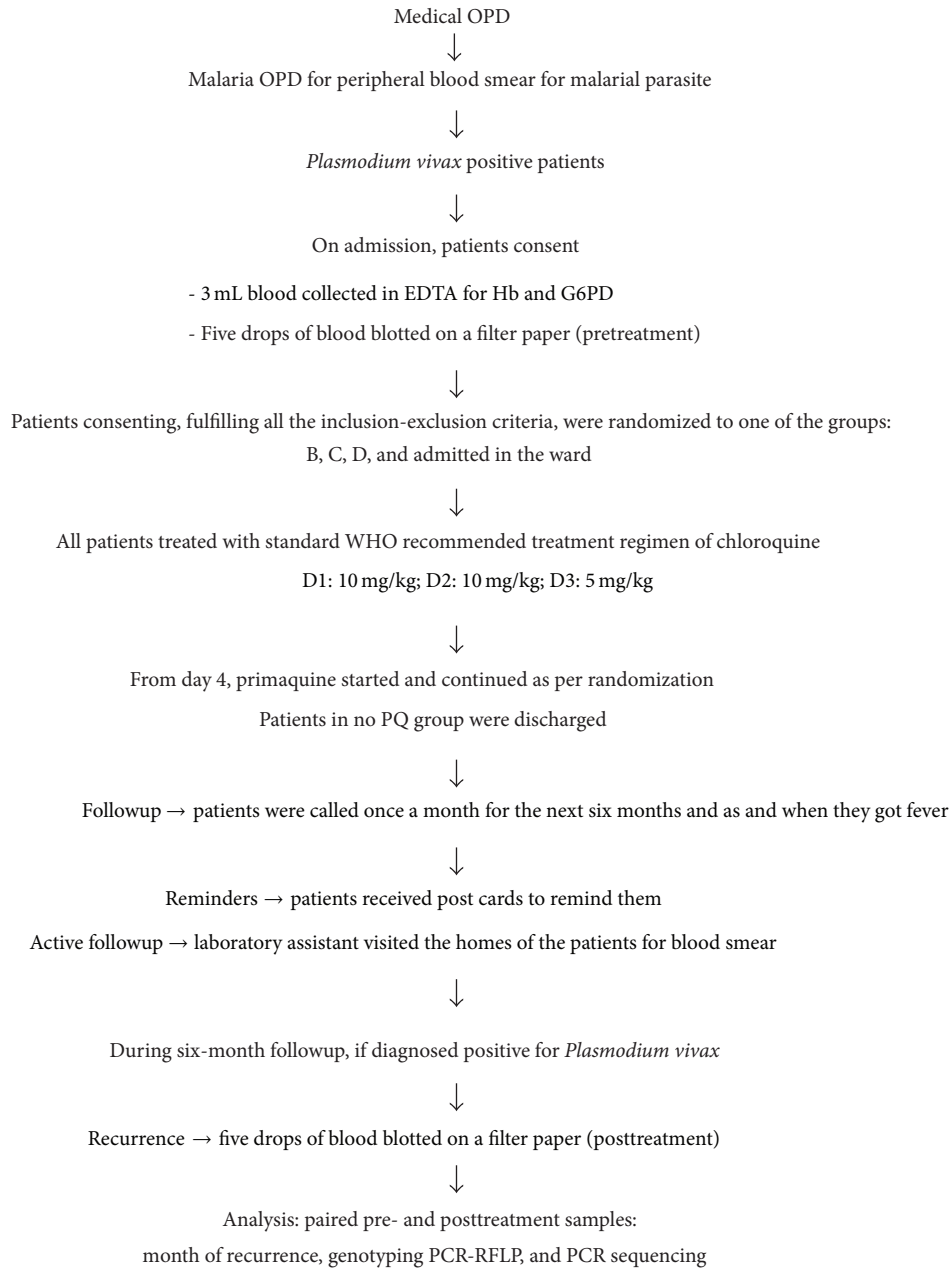 Medical OPD
↓
Malaria OPD for peripheral blood smear for malarial parasite
↓
Plasmodium vivax positive patients
↓
On admission, patients consent
- 3 mL blood collected in EDTA for Hb and G6PD
- Five drops of blood blotted on a filter paper (pretreatment)
↓
Patients consenting, fulfilling all the inclusion-exclusion criteria, were randomized to one of the groups:
B, C, D, and admitted in the ward
↓
All patients treated with standard WHO recommended treatment regimen of chloroquine
D1: 10 mg/kg; D2: 10 mg/kg; D3: 5 mg/kg
↓
From day 4, primaquine started and continued as per randomization
Patients in no PQ group were discharged
↓
Followup → patients were called once a month for the next six months and as and when they got fever
↓
Reminders → patients received post cards to remind them
Active followup → laboratory assistant visited the homes of the patients for blood smear
↓
During six-month followup, if diagnosed positive for Plasmodium vivax
↓
Recurrence → five drops of blood blotted on a filter paper (posttreatment)
↓
Analysis: paired pre- and posttreatment samples:
month of recurrence, genotyping PCR-RFLP, and PCR sequencing